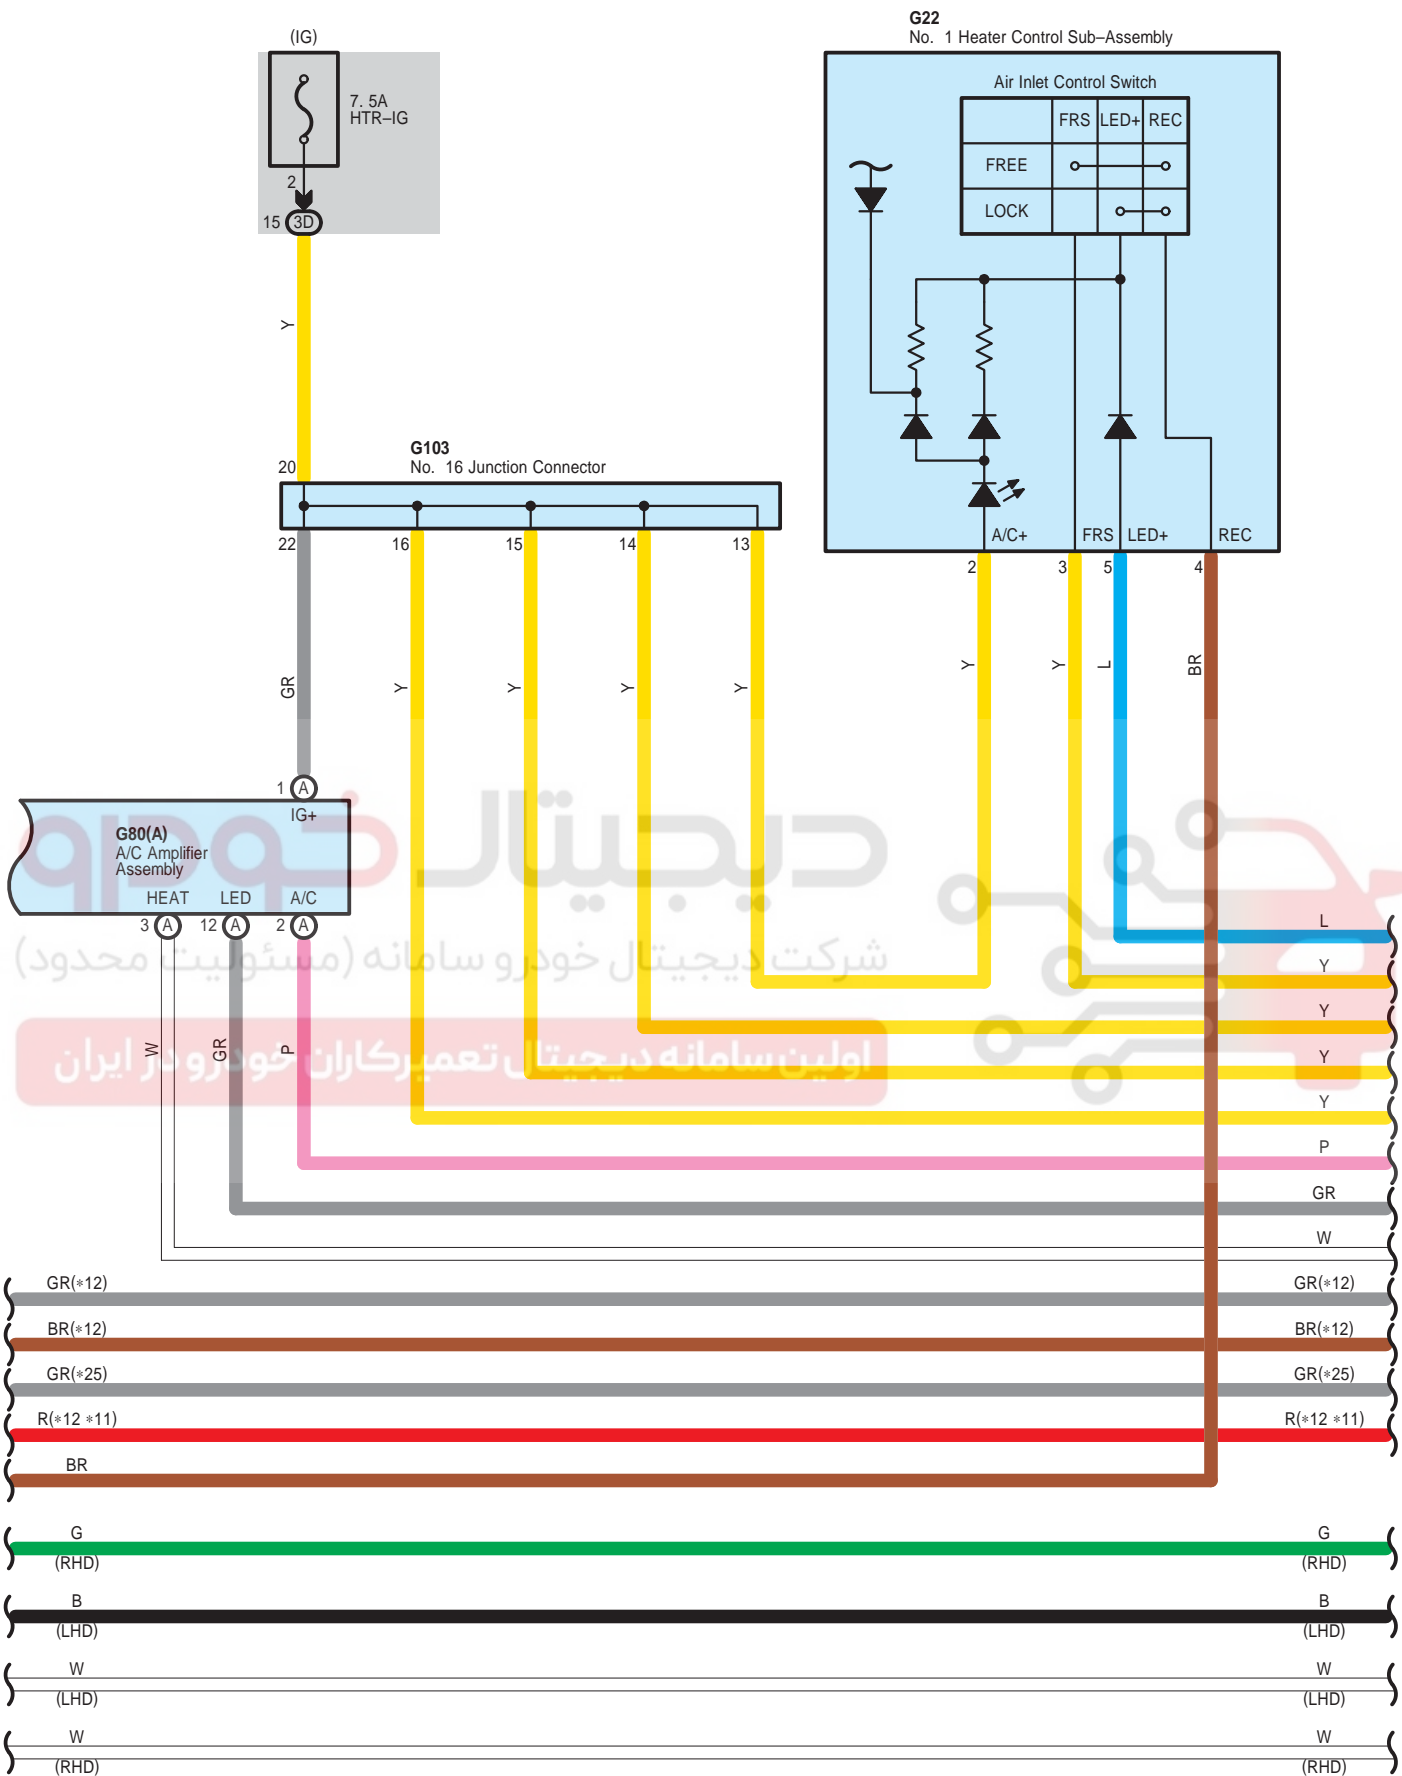 (IG)
7. 5A
HTR–IG
2
15 3D
Y
G22
No. 1 Heater Control Sub–Assembly
Air Inlet Control Switch
FRS LED+ REC
FREE
LOCK
A/C+ FRS LED+ REC
2 3 5 4
Y Y L BR
G103
No. 16 Junction Connector
20
22 16 15 14 13
GR Y Y Y Y
1 A
IG+
G80(A)
A/C Amplifier
Assembly
HEAT LED A/C
3 A 12 A 2 A
W GR P
دیجیتال خودرو
شرکت دیجیتال خودرو سامانه (مسئولیت محدود)
اولین سامانه دیجیتال تعمیرکاران خودرو در ایران
L
Y
Y
Y
Y
P
GR
W
GR(*12) GR(*12)
BR(*12) BR(*12)
GR(*25) GR(*25)
R(*12 *11) R(*12 *11)
BR
G G
(RHD) (RHD)
B B
(LHD) (LHD)
W W
(LHD) (LHD)
W W
(RHD) (RHD)